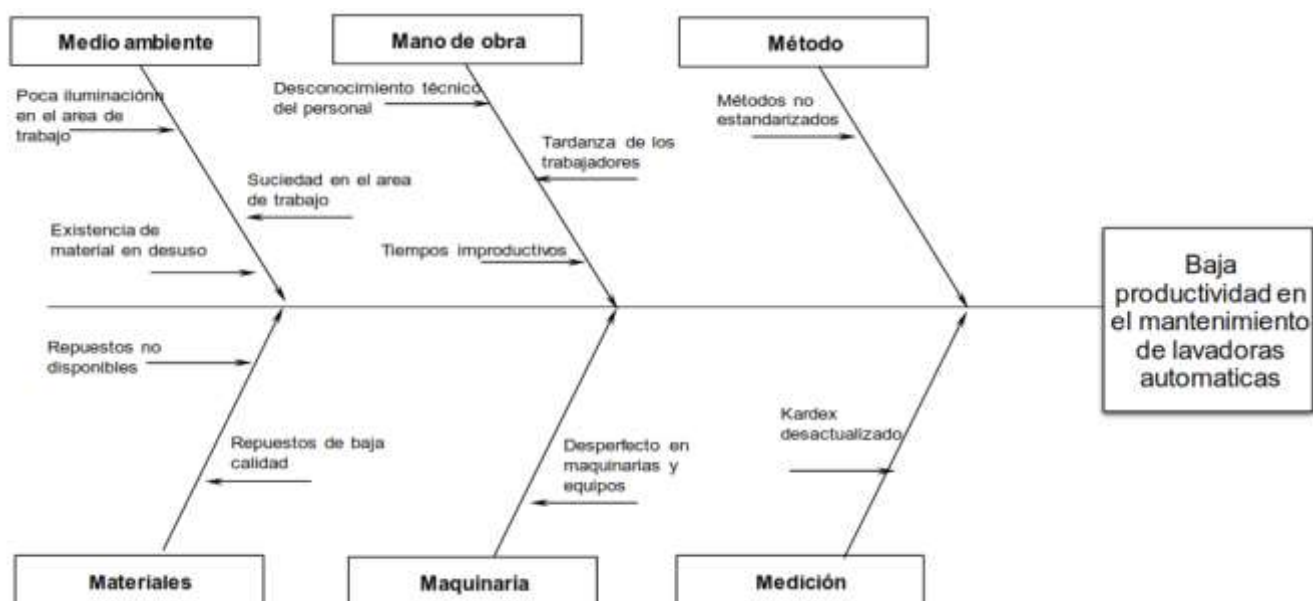 Medio ambiente
Mano de obra
Método
Poca iluminaciónn
en el area de
trabajo
Desconocimiento técnico
del personal
Métodos no
estandarizados
Tardanza de los
trabajadores
Suciedad en el area
de trabajo
Existencia de
material en desuso
Tiempos improductivos
Baja
productividad en
el mantenimiento
de lavadoras
automaticas
Repuestos no
disponibles
Repuestos de baja
calidad
Desperfecto en
maquinarias y
equipos
Kardex
desactualizado
Materiales
Maquinaria
Medición